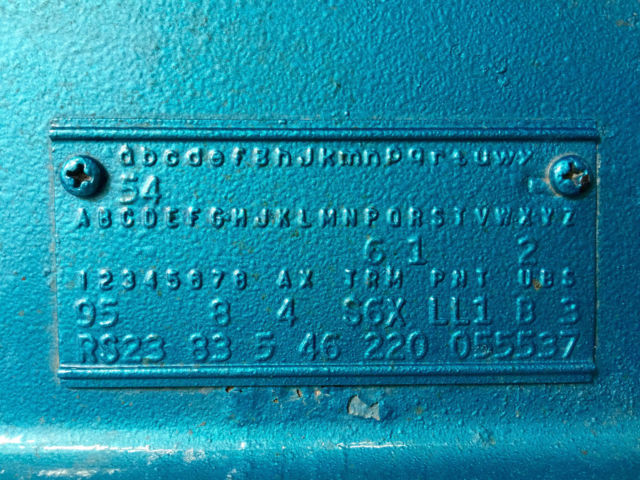 abcdefghJkmnpqrtuwy
54
ABCDEFGHJKLMNPQRSTVWXYZ
6 1 2
12345678 AX TRM PNT UBS
95 8 4 S6X LL1 B 3
RS23 83 5 46 220 055537